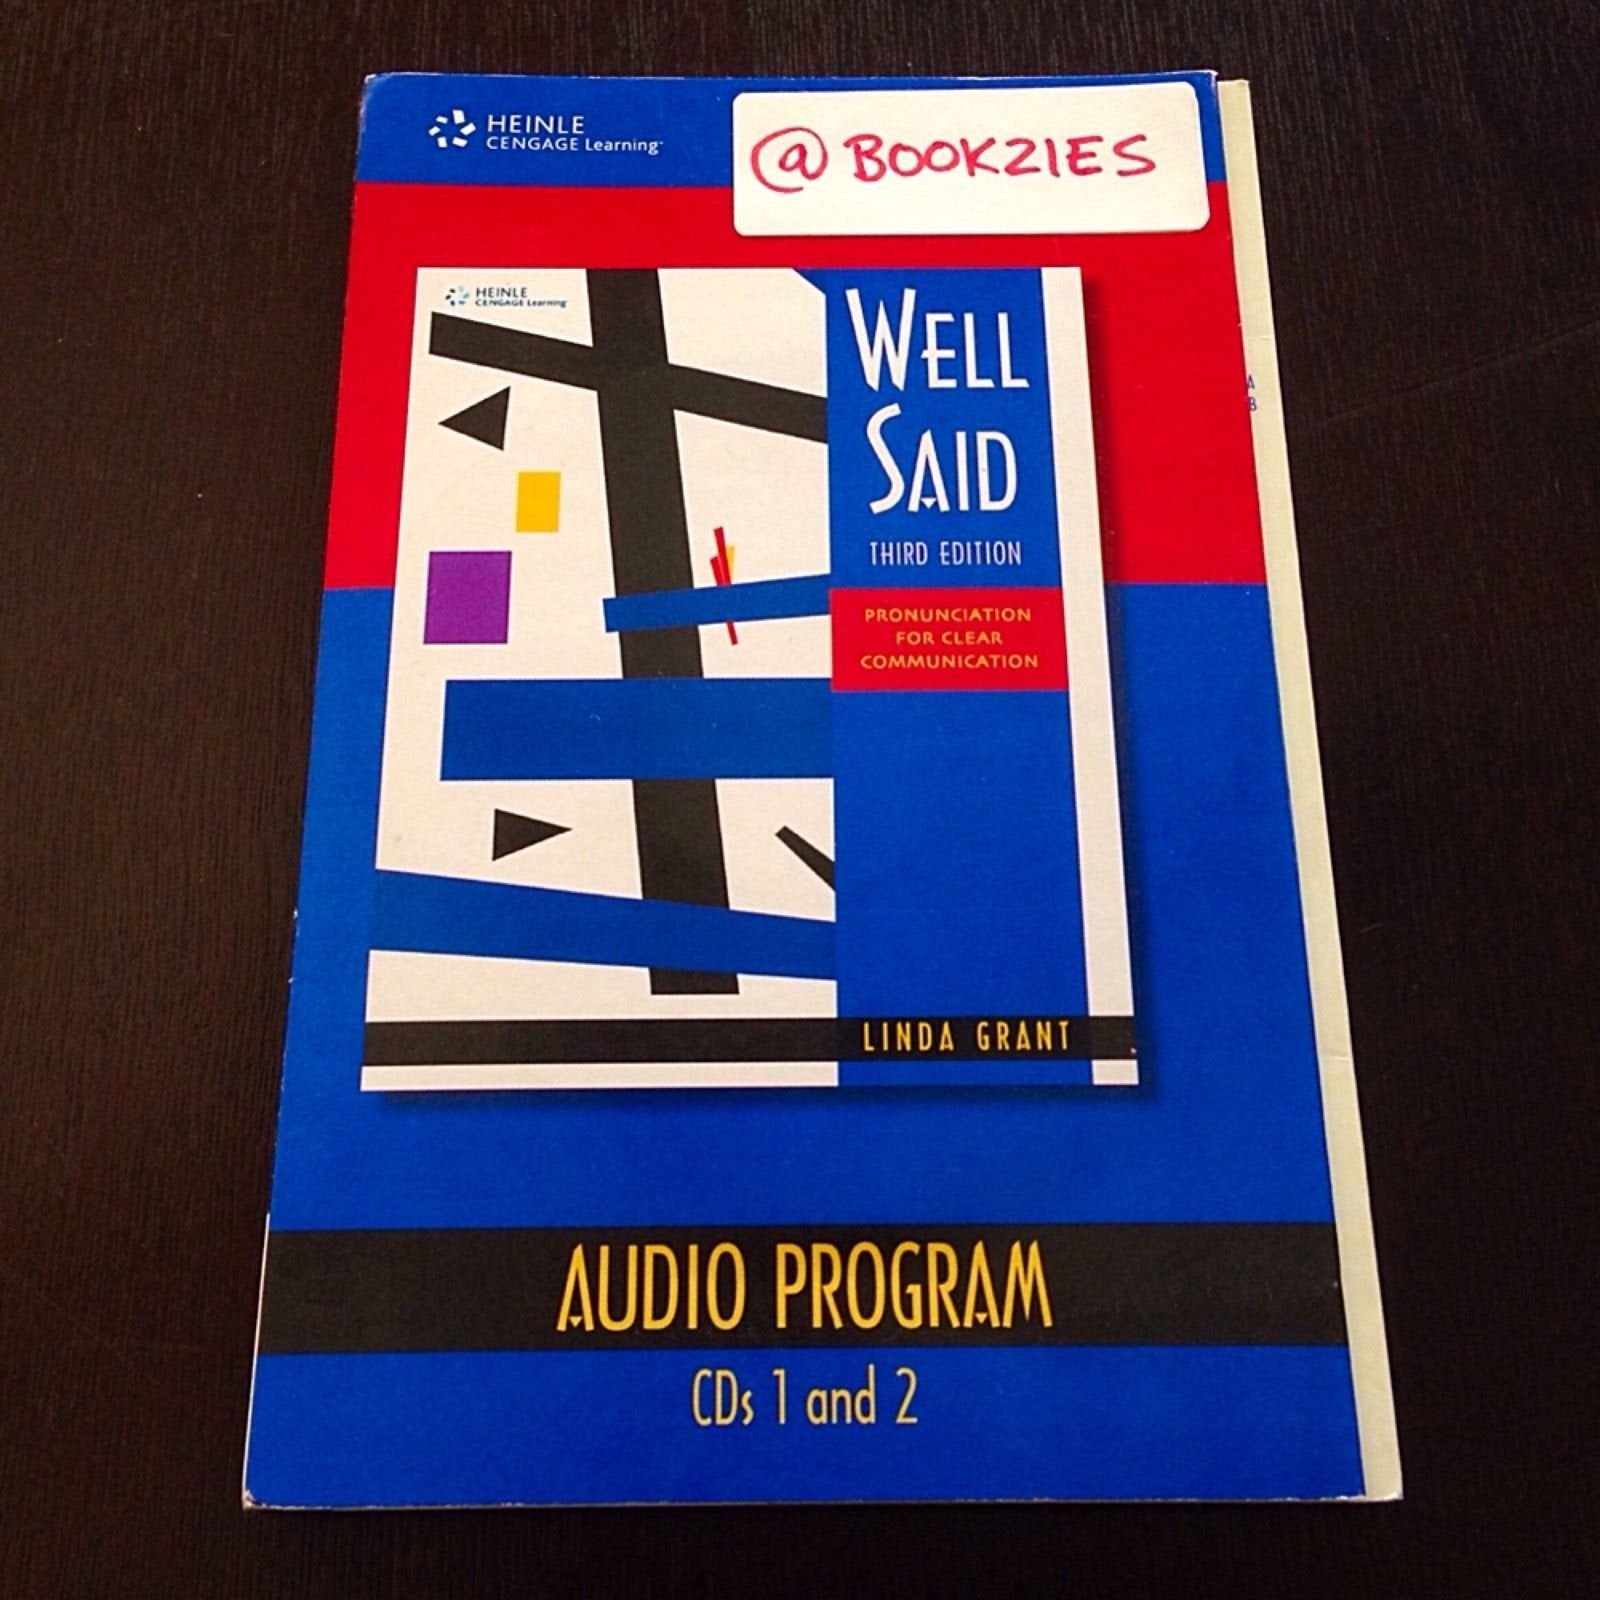 HEINLE
CENGAGE Learning™
@BOOKZIES
HEINLE
CENGAGE Learning
WELL
SAID
THIRD EDITION
PRONUNCIATION
FOR CLEAR
COMMUNICATION
LINDA GRANT
A
B
AUDIO PROGRAM
CDs 1 and 2